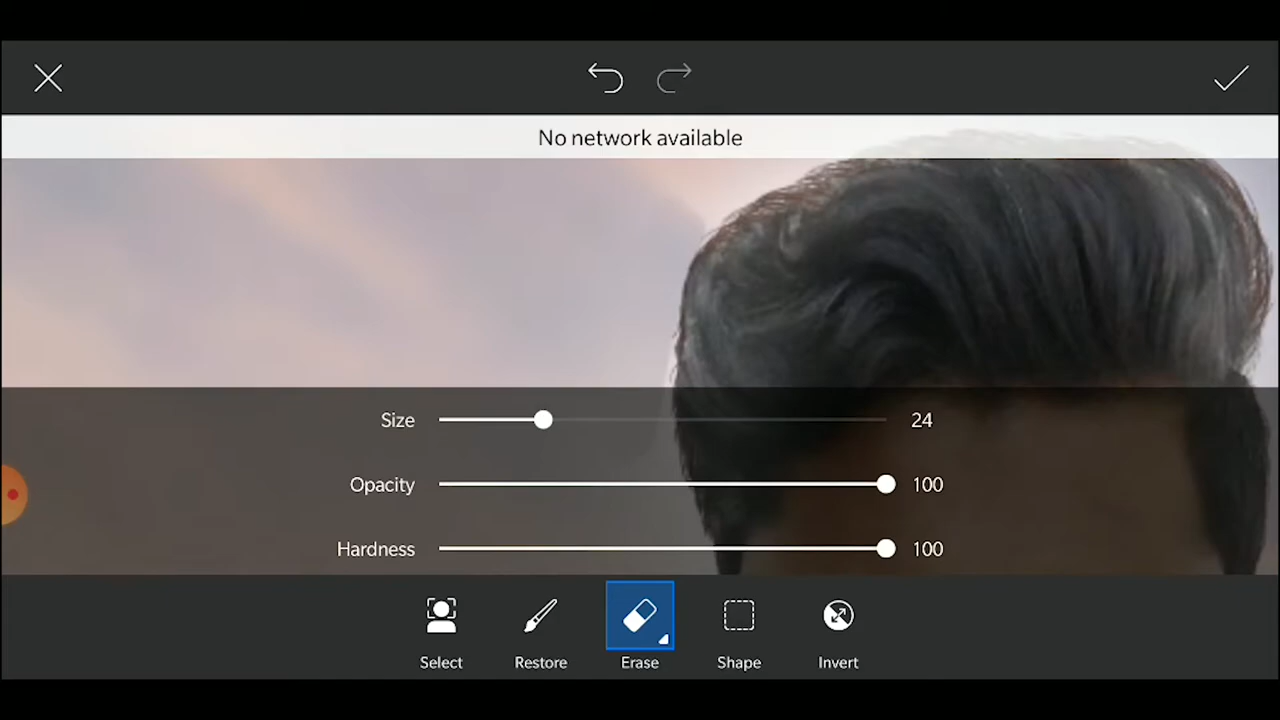 No network available
Size 24
Opacity 100
Hardness 100
Select Restore Erase Shape Invert